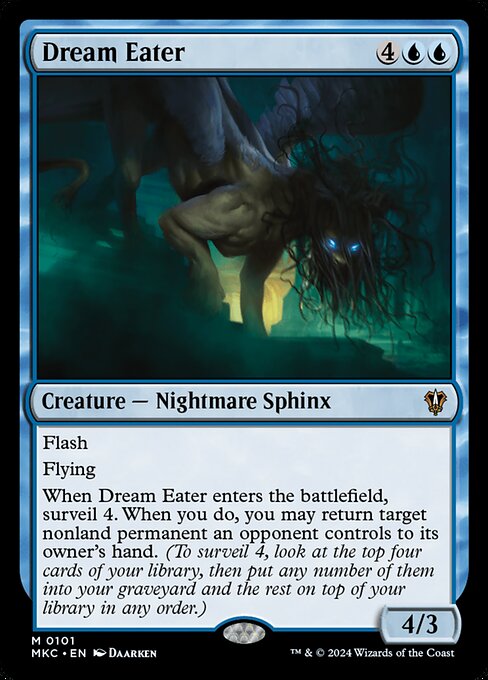 Dream Eater 4
Creature — Nightmare Sphinx
Flash
Flying
When Dream Eater enters the battlefield,
surveil 4. When you do, you may return target
nonland permanent an opponent controls to its
owner's hand. (To surveil 4, look at the top four
cards of your library, then put any number of them
into your graveyard and the rest on top of your
library in any order.)
4/3
M 0101
MKC • EN Daarken ™ & © 2024 Wizards of the Coast